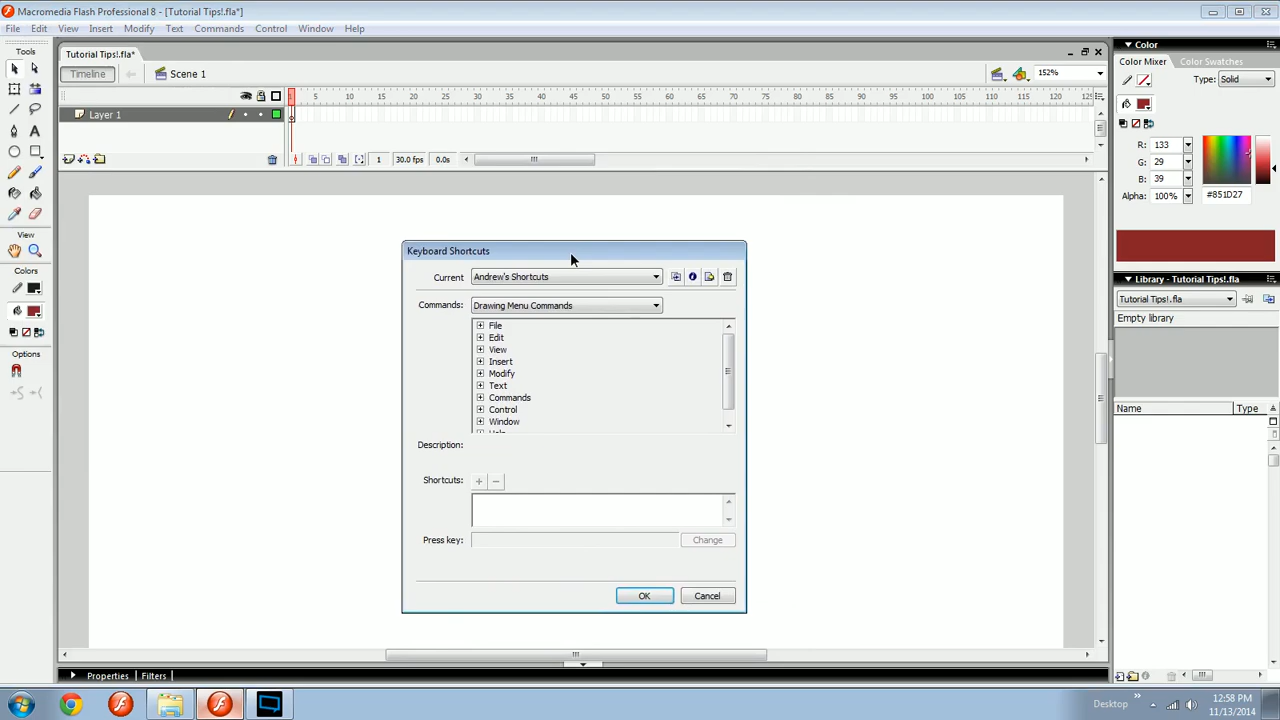 Macromedia Flash Professional 8 - [Tutorial Tips!.fla*]
File Edit View Insert Modify Text Commands Control Window Help
Tools
Tutorial Tips!.fla*
Timeline
Scene 1
152%
5 10 15 20 25 30 35 40 45 50 55 60 65 70 75 80 85 90 95 100 105 110 115 120 125
Layer 1
1 30.0 fps 0.0s
View
Colors
Options
Keyboard Shortcuts
Current Andrew's Shortcuts
Commands: Drawing Menu Commands
File
Edit
View
Insert
Modify
Text
Commands
Control
Window
Help
Description:
Shortcuts:
Press key: Change
OK Cancel
Color
Color Mixer Color Swatches
Type: Solid
R: 133
G: 29
B: 39
Alpha: 100% #851D27
Library - Tutorial Tips!.fla
Tutorial Tips!.fla
Empty library
Name Type
Properties Filters
Desktop
12:58 PM
11/13/2014